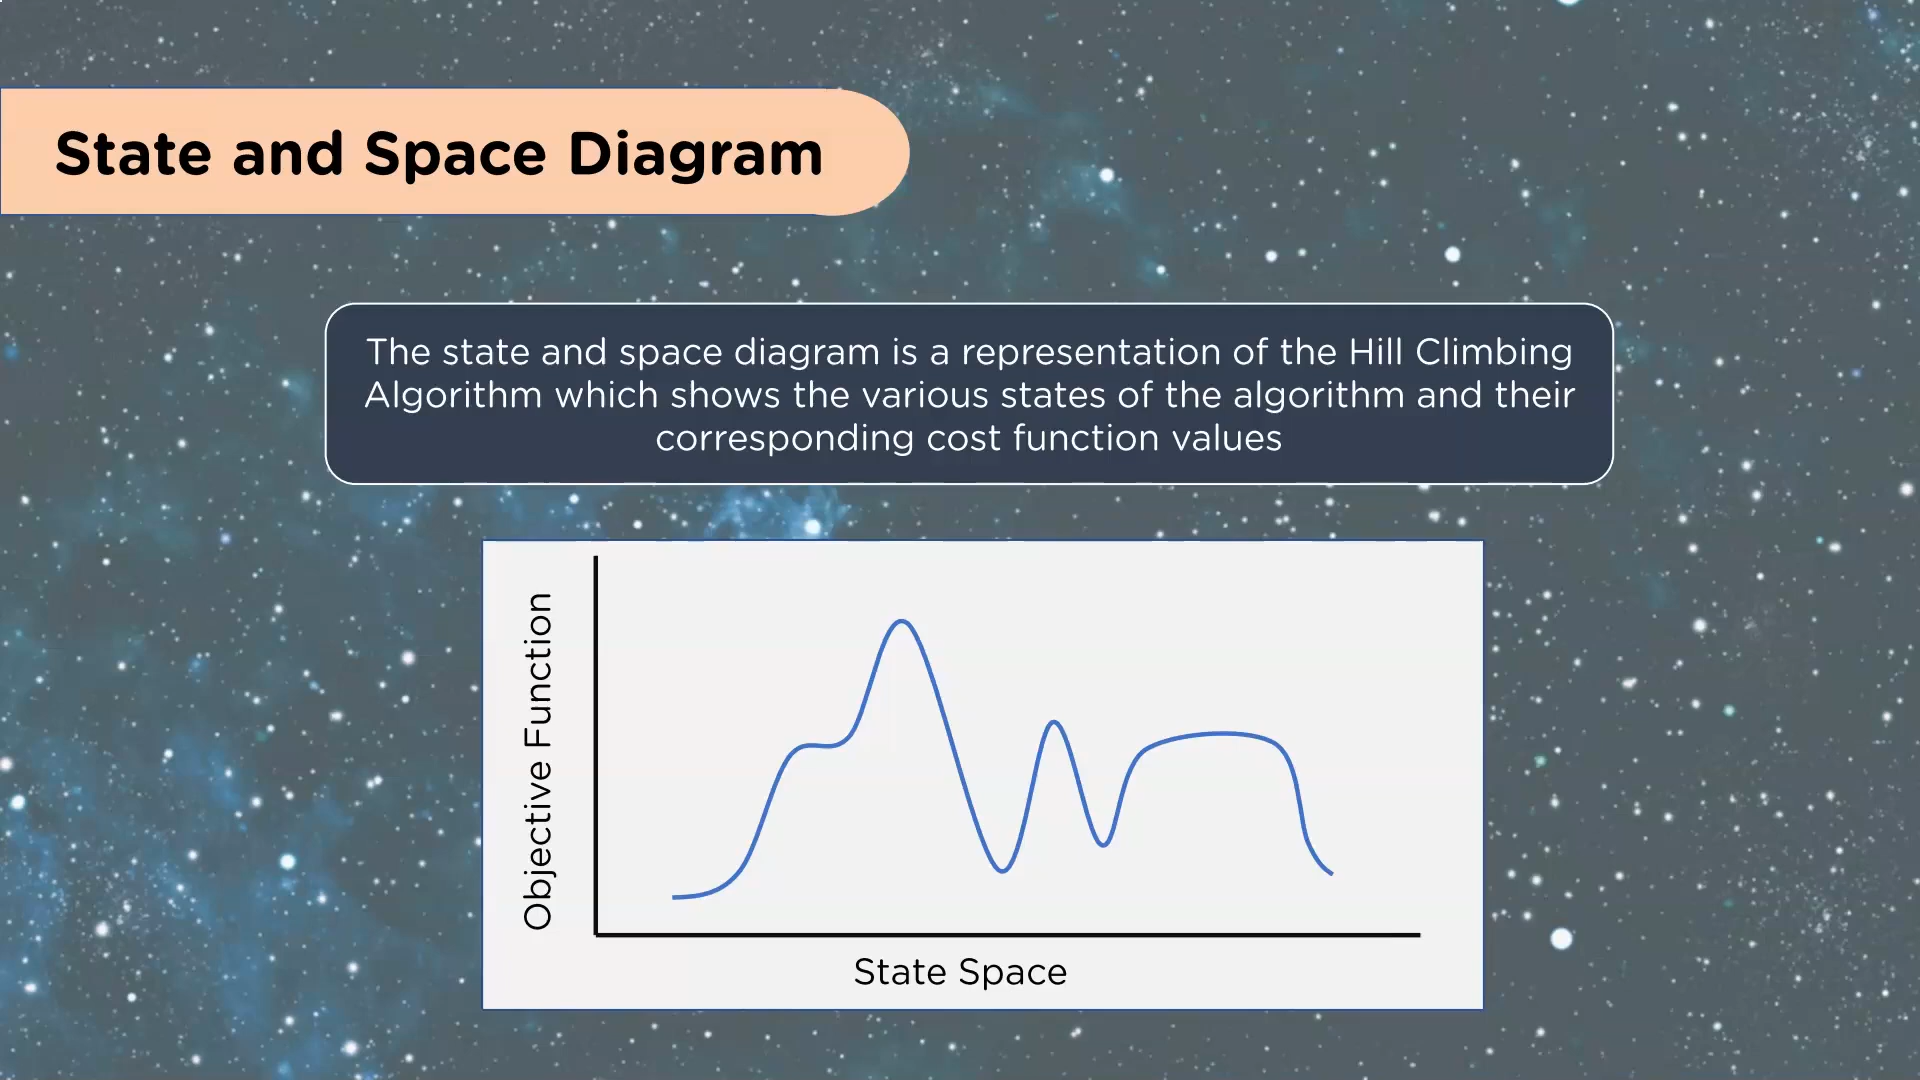 State and Space Diagram
The state and space diagram is a representation of the Hill Climbing
Algorithm which shows the various states of the algorithm and their
corresponding cost function values
Objective Function
State Space